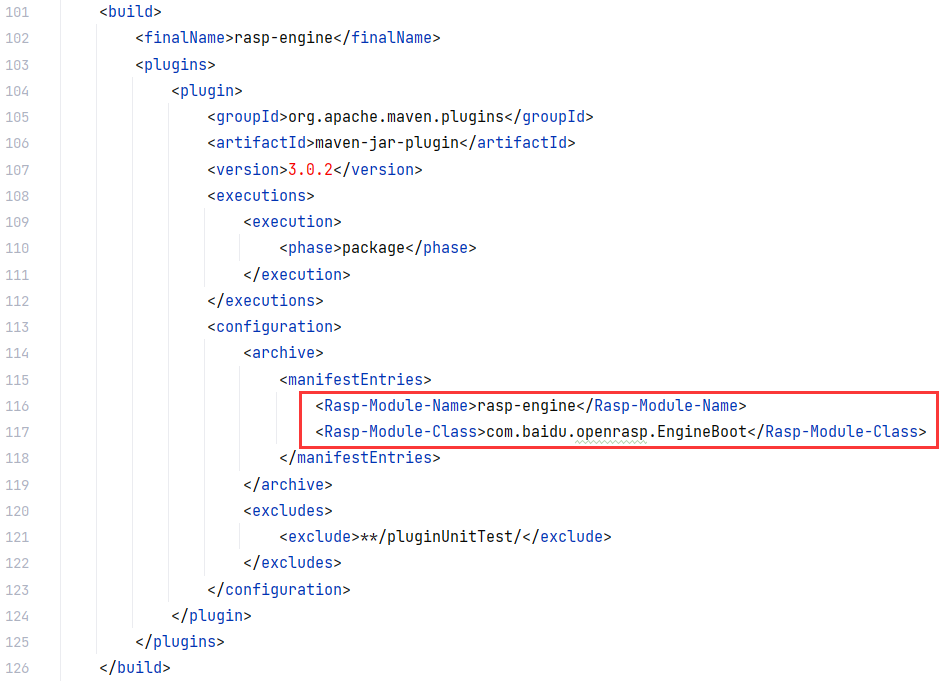 101 <build>
102 <finalName>rasp-engine</finalName>
103 <plugins>
104 <plugin>
105 <groupId>org.apache.maven.plugins</groupId>
106 <artifactId>maven-jar-plugin</artifactId>
107 <version>3.0.2</version>
108 <executions>
109 <execution>
110 <phase>package</phase>
111 </execution>
112 </executions>
113 <configuration>
114 <archive>
115 <manifestEntries>
116 <Rasp-Module-Name>rasp-engine</Rasp-Module-Name>
117 <Rasp-Module-Class>com.baidu.openrasp.EngineBoot</Rasp-Module-Class>
118 </manifestEntries>
119 </archive>
120 <excludes>
121 <exclude>**/pluginUnitTest/</exclude>
122 </excludes>
123 </configuration>
124 </plugin>
125 </plugins>
126 </build>